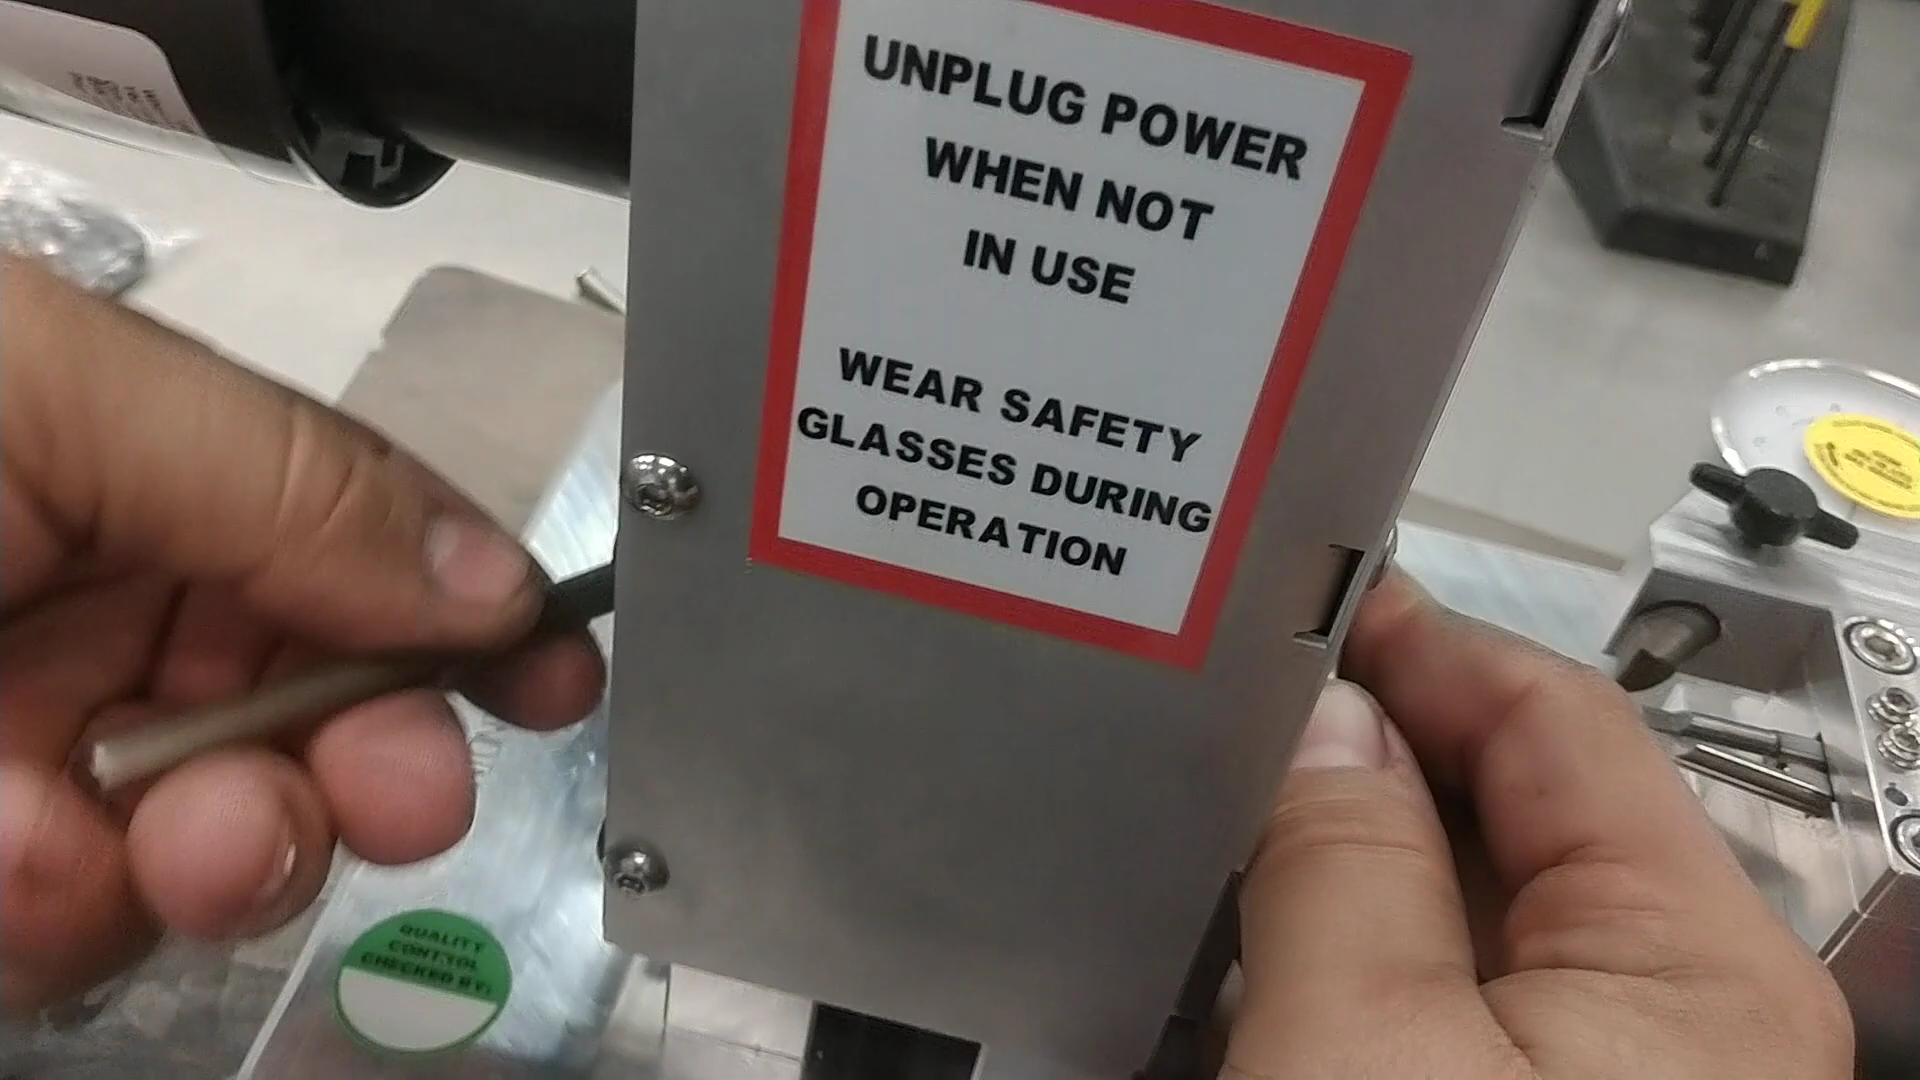 UNPLUG POWER
WHEN NOT
IN USE
WEAR SAFETY
GLASSES DURING
OPERATION
QUALITY
CONTROL
CHECKED BY: